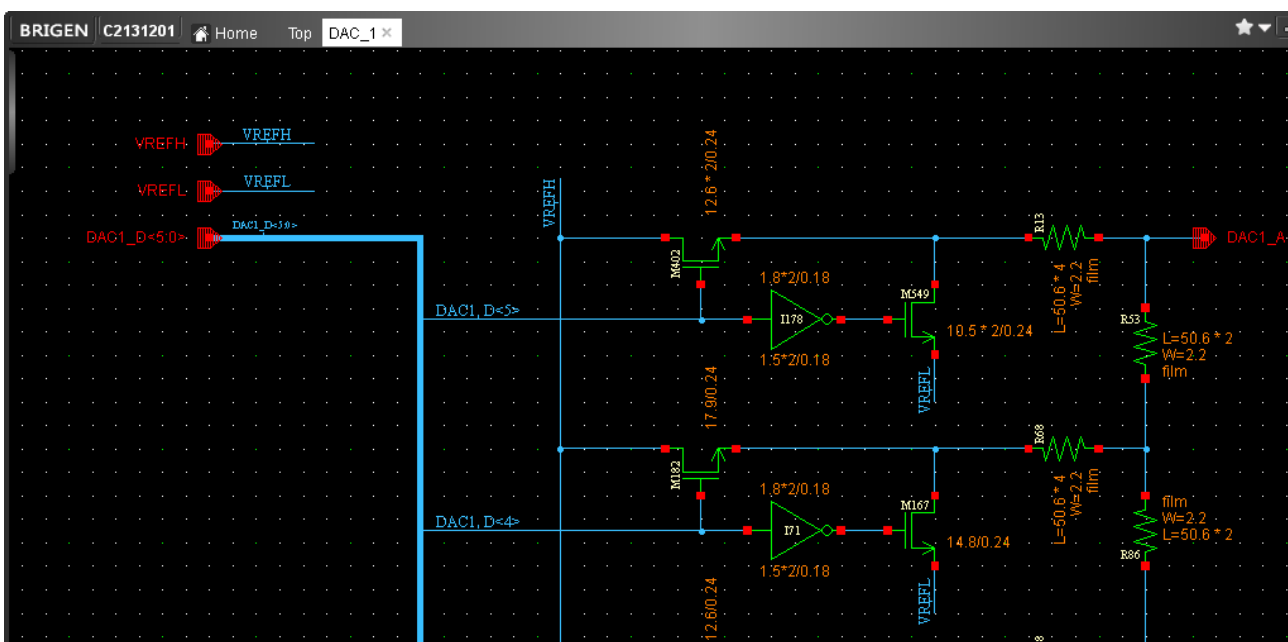 BRIGEN C2131201 Home Top DAC_1
VREFH VREFH
VREFL VREFL
DAC1_D<5:0> DAC1_D<5:0>
VREFH
12.6 * 2/0.24
M402
R13
L=50.6 * 4
W=2.2
film
DAC1_A
DAC1_D<5>
1.8*2/0.18
I178
1.5*2/0.18
M549
10.5 * 2/0.24
VREFL
R53
L=50.6 * 2
W=2.2
film
17.9/0.24
M182
R68
L=50.6 * 4
W=2.2
film
DAC1_D<4>
1.8*2/0.18
I71
1.5*2/0.18
M167
14.8/0.24
VREFL
film
W=2.2
L=50.6 * 2
R86
12.6/0.24